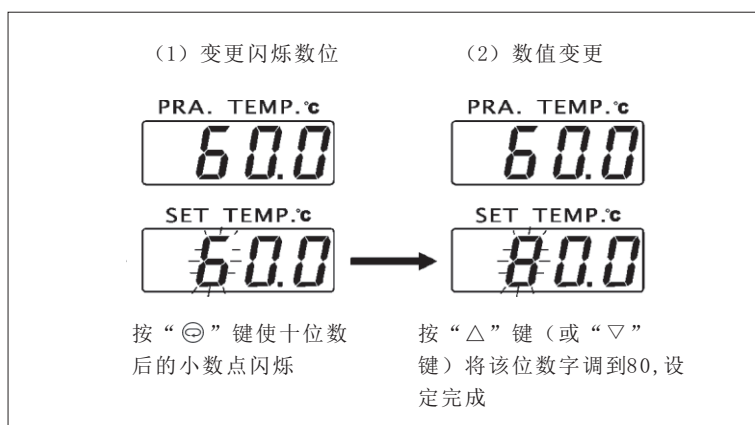 (1) 变更闪烁数位
(2) 数值变更
PRA. TEMP.℃
60.0
PRA. TEMP.℃
60.0
SET TEMP.℃
60.0
SET TEMP.℃
80.0
按“ ”键使十位数
后的小数点闪烁
按“△”键（或“▽”
键）将该位数字调到80,设
定完成